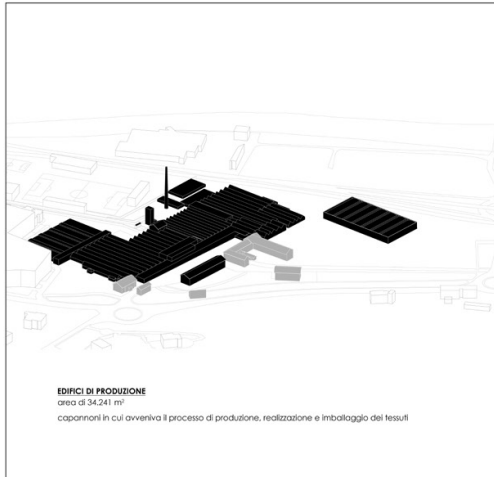 EDIFICI DI PRODUZIONE
area di 34.241 m²
capannoni in cui avveniva il processo di produzione, realizzazione e imballaggio dei tessuti